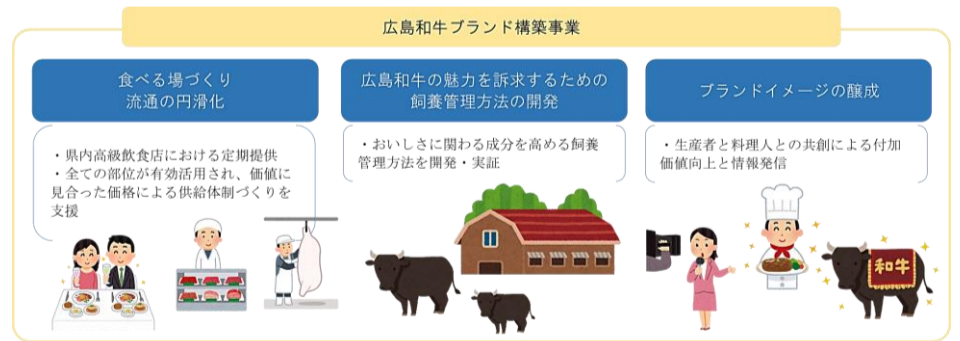 広島和牛ブランド構築事業
食べる場づくり
流通の円滑化
・県内高級飲食店における定期提供
・全ての部位が有効活用され、価値に
見合った価格による供給体制づくりを
支援
広島和牛の魅力を訴求するための
飼養管理方法の開発
・おいしさに関わる成分を高める飼養
管理方法を開発・実証
ブランドイメージの醸成
・生産者と料理人との共創による付加
価値向上と情報発信
和牛